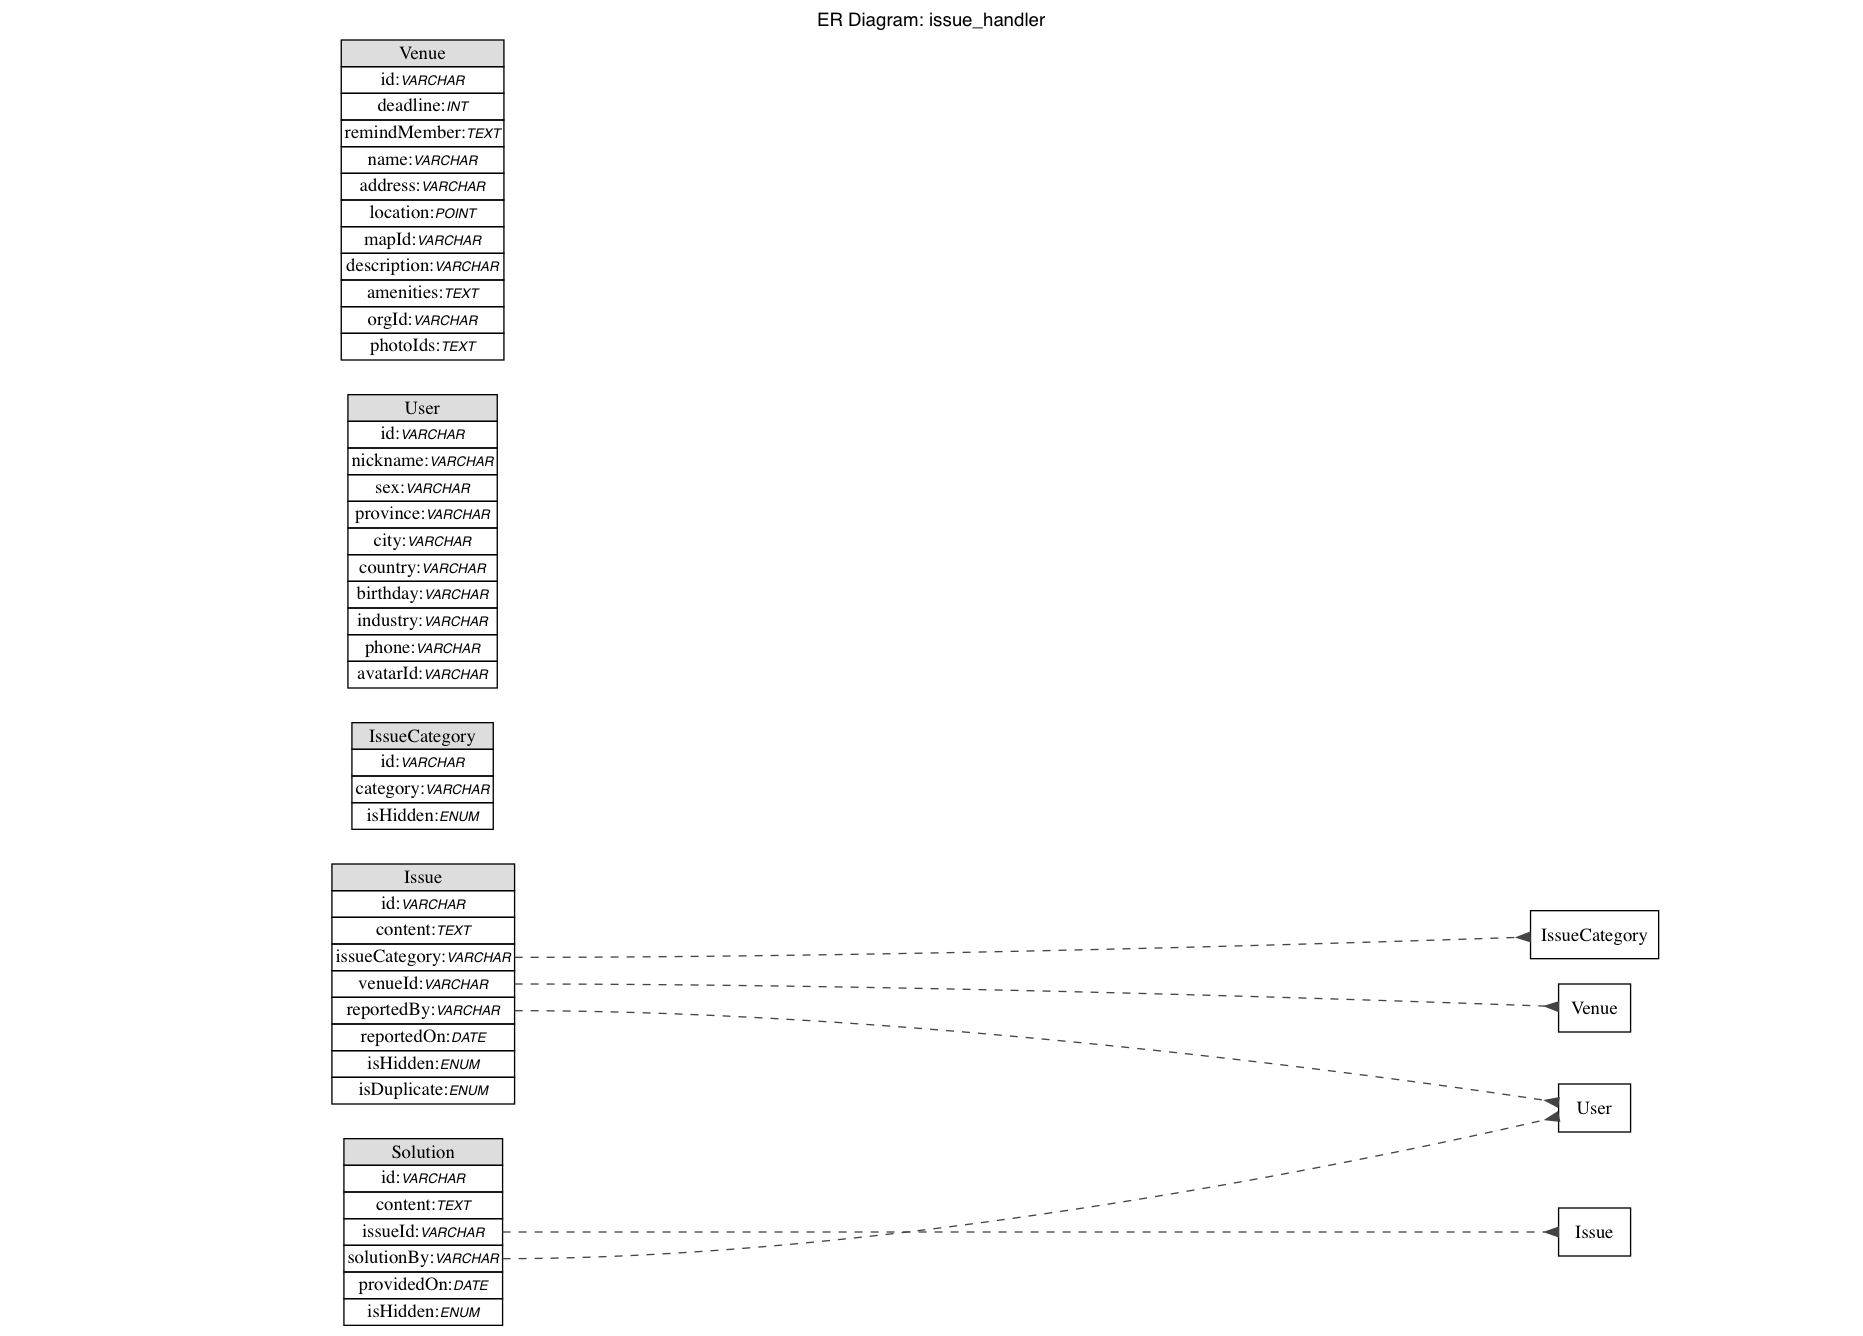 ER Diagram: issue_handler
Venue
id:VARCHAR
deadline:INT
remindMember:TEXT
name:VARCHAR
address:VARCHAR
location:POINT
mapId:VARCHAR
description:VARCHAR
amenities:TEXT
orgId:VARCHAR
photoIds:TEXT
User
id:VARCHAR
nickname:VARCHAR
sex:VARCHAR
province:VARCHAR
city:VARCHAR
country:VARCHAR
birthday:VARCHAR
industry:VARCHAR
phone:VARCHAR
avatarId:VARCHAR
IssueCategory
id:VARCHAR
category:VARCHAR
isHidden:ENUM
Issue
id:VARCHAR
content:TEXT
issueCategory:VARCHAR
venueId:VARCHAR
reportedBy:VARCHAR
reportedOn:DATE
isHidden:ENUM
isDuplicate:ENUM
Solution
id:VARCHAR
content:TEXT
issueId:VARCHAR
solutionBy:VARCHAR
providedOn:DATE
isHidden:ENUM
IssueCategory
Venue
User
Issue